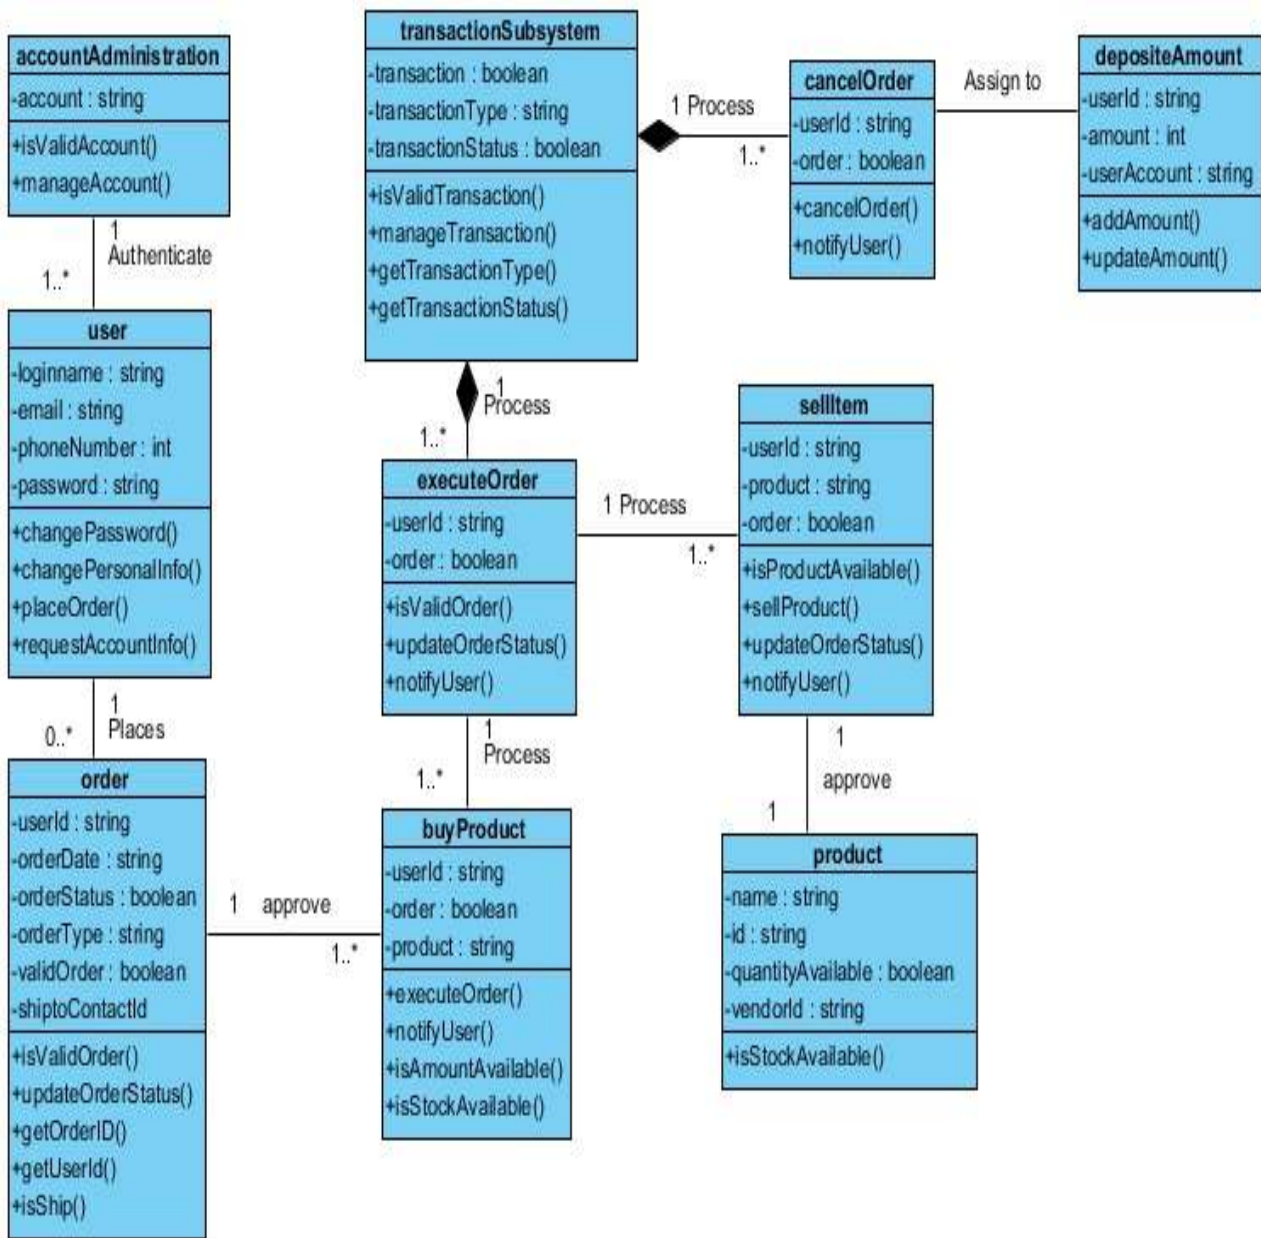 accountAdministration
-account : string
+isValidAccount()
+manageAccount()
1
Authenticate
1..*
user
-loginname : string
-email : string
-phoneNumber : int
-password : string
+changePassword()
+changePersonalInfo()
+placeOrder()
+requestAccountInfo()
1
Places
0..*
order
-userId : string
-orderDate : string
-orderStatus : boolean
-orderType : string
-validOrder : boolean
-shiptoContactId
+isValidOrder()
+updateOrderStatus()
+getOrderID()
+getUserId()
+isShip()
1 approve
1..*
transactionSubsystem
-transaction : boolean
-transactionType : string
-transactionStatus : boolean
+isValidTransaction()
+manageTransaction()
+getTransactionType()
+getTransactionStatus()
1
Process
1..*
executeOrder
-userId : string
-order : boolean
+isValidOrder()
+updateOrderStatus()
+notifyUser()
1
Process
1..*
buyProduct
-userId : string
-order : boolean
-product : string
+executeOrder()
+notifyUser()
+isAmountAvailable()
+isStockAvailable()
1 Process
1..*
cancelOrder
-userId : string
-order : boolean
+cancelOrder()
+notifyUser()
Assign to
depositeAmount
-userId : string
-amount : int
-userAccount : string
+addAmount()
+updateAmount()
1 Process
1..*
sellItem
-userId : string
-product : string
-order : boolean
+isProductAvailable()
+sellProduct()
+updateOrderStatus()
+notifyUser()
1
approve
1
product
-name : string
-id : string
-quantityAvailable : boolean
-vendorId : string
+isStockAvailable()